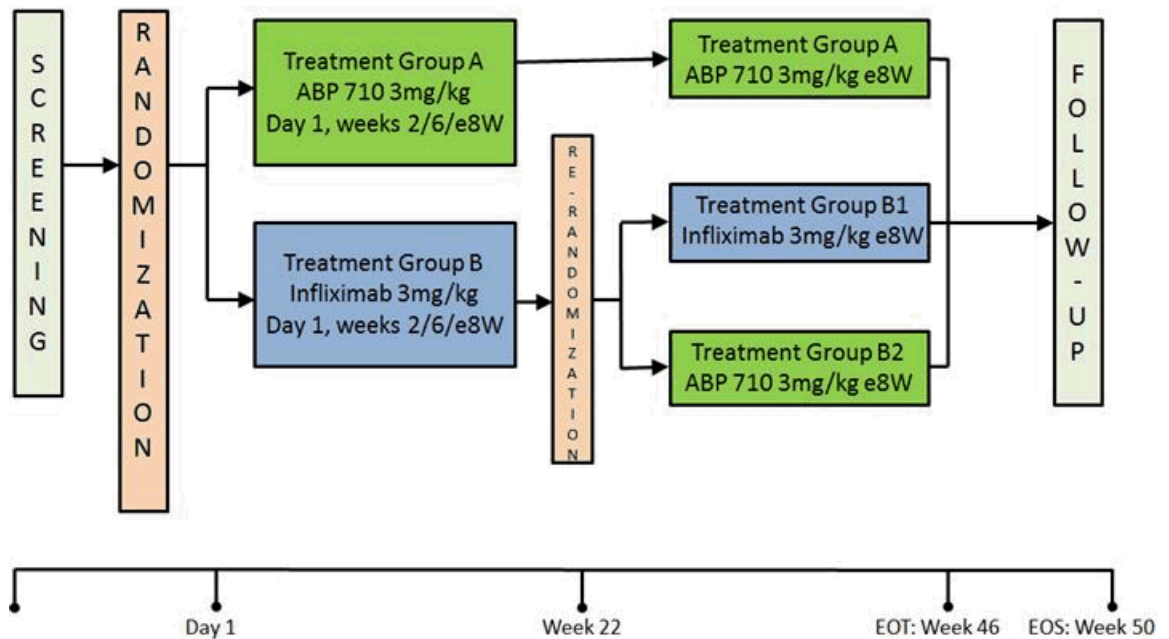 SCREENING
RANDOMIZATION
Treatment Group A
ABP 710 3mg/kg
Day 1, weeks 2/6/e8W
Treatment Group B
Infliximab 3mg/kg
Day 1, weeks 2/6/e8W
RE-RANDOMIZATION
Treatment Group A
ABP 710 3mg/kg e8W
Treatment Group B1
Infliximab 3mg/kg e8W
Treatment Group B2
ABP 710 3mg/kg e8W
FOLLOW-UP
Day 1
Week 22
EOT: Week 46
EOS: Week 50